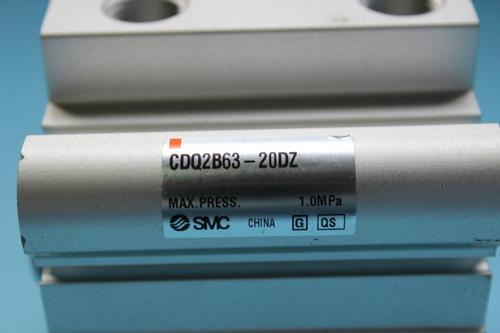 CDQ2B63-20DZ
MAX.PRESS. 1.0MPa
SMC CHINA G QS